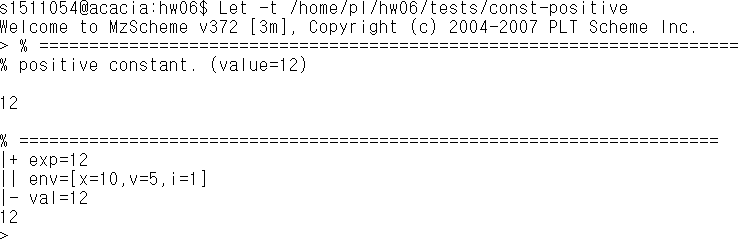 s1511054@acacia:hw06$ Let -t /home/pl/hw06/tests/const-positive
Welcome to MzScheme v372 [3m], Copyright (c) 2004-2007 PLT Scheme Inc.
> % ======================================================================
% positive constant. (value=12)
12
% ======================================================================
|+ exp=12
|| env=[x=10,v=5,i=1]
|- val=12
12
>